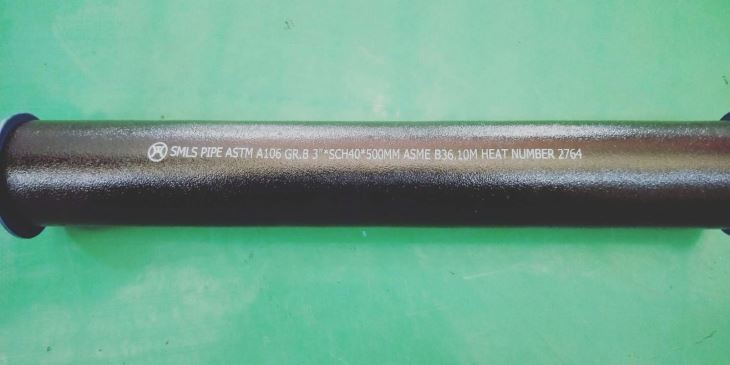 SMLS PIPE ASTM A106 GR.B 3"*SCH40*500MM ASME B36.10M HEAT NUMBER 2764